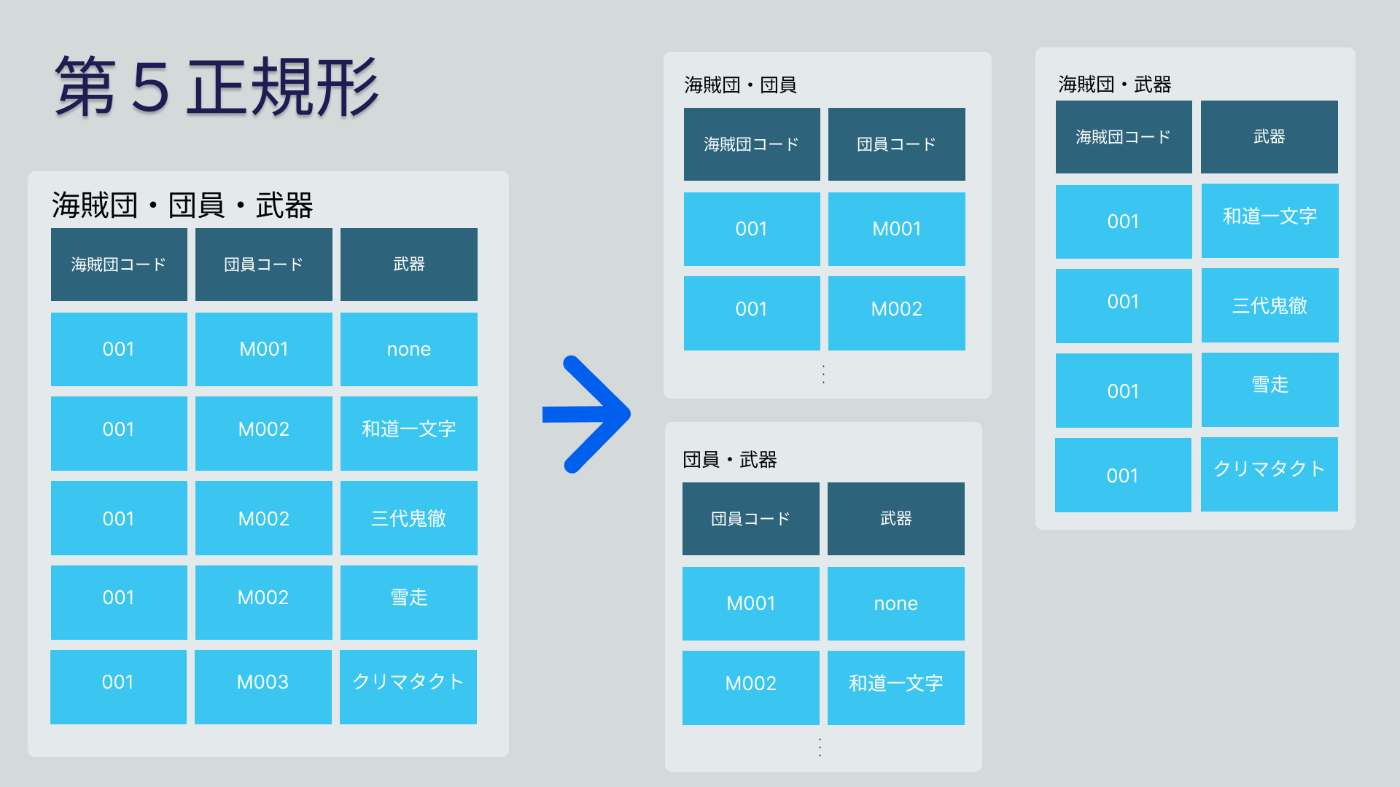 第５正規形
海賊団・団員・武器
海賊団コード 団員コード 武器
001 M001 none
001 M002 和道一文字
001 M002 三代鬼徹
001 M002 雪走
001 M003 クリマタクト
海賊団・団員
海賊団コード 団員コード
001 M001
001 M002
⋮
団員・武器
団員コード 武器
M001 none
M002 和道一文字
⋮
海賊団・武器
海賊団コード 武器
001 和道一文字
001 三代鬼徹
001 雪走
001 クリマタクト